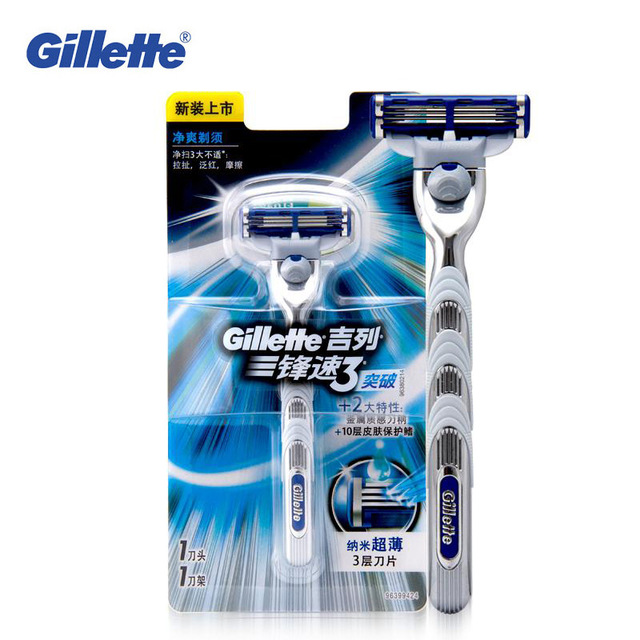 Gillette®
新装上市
净爽剃须
净扫3大不适*:
拉扯，泛红，摩擦
Gillette 吉列®
锋速3 突破
96380214
+2大特性:
金属质感刀柄
+10层皮肤保护鳍
Gillette
纳米超薄
3层刀片
1刀头
1刀架
96399424